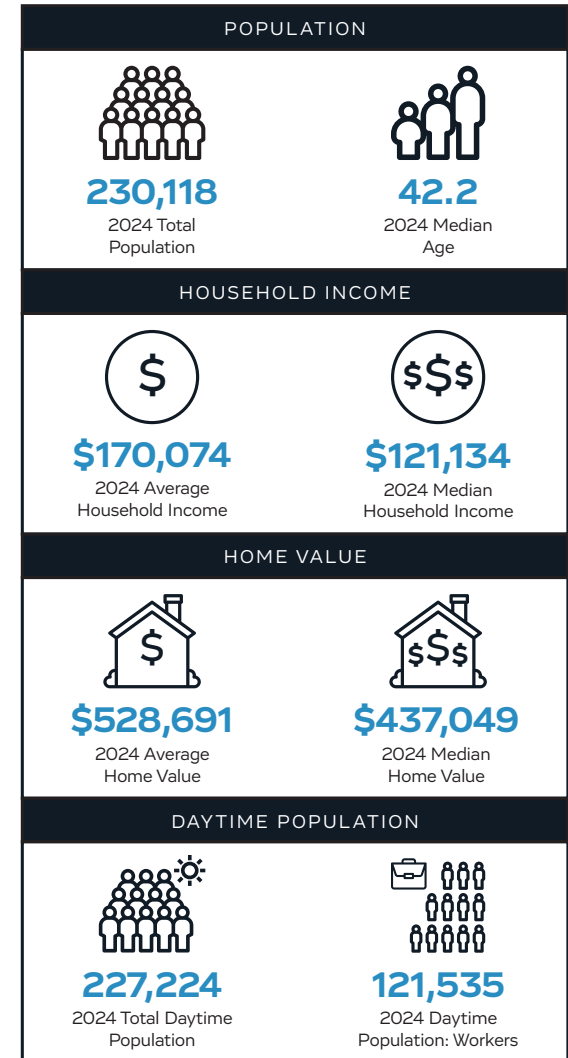 POPULATION
230,118
2024 Total
Population
42.2
2024 Median
Age
HOUSEHOLD INCOME
$
$170,074
2024 Average
Household Income
$$$
$121,134
2024 Median
Household Income
HOME VALUE
$
$528,691
2024 Average
Home Value
$$$
$437,049
2024 Median
Home Value
DAYTIME POPULATION
227,224
2024 Total Daytime
Population
121,535
2024 Daytime
Population: Workers